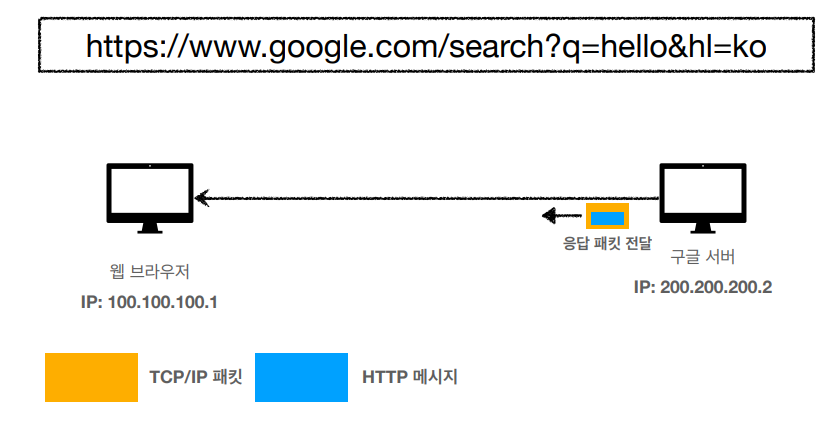 https://www.google.com/search?q=hello&hl=ko
응답 패킷 전달
웹 브라우저
IP: 100.100.100.1
구글 서버
IP: 200.200.200.2
TCP/IP 패킷
HTTP 메시지